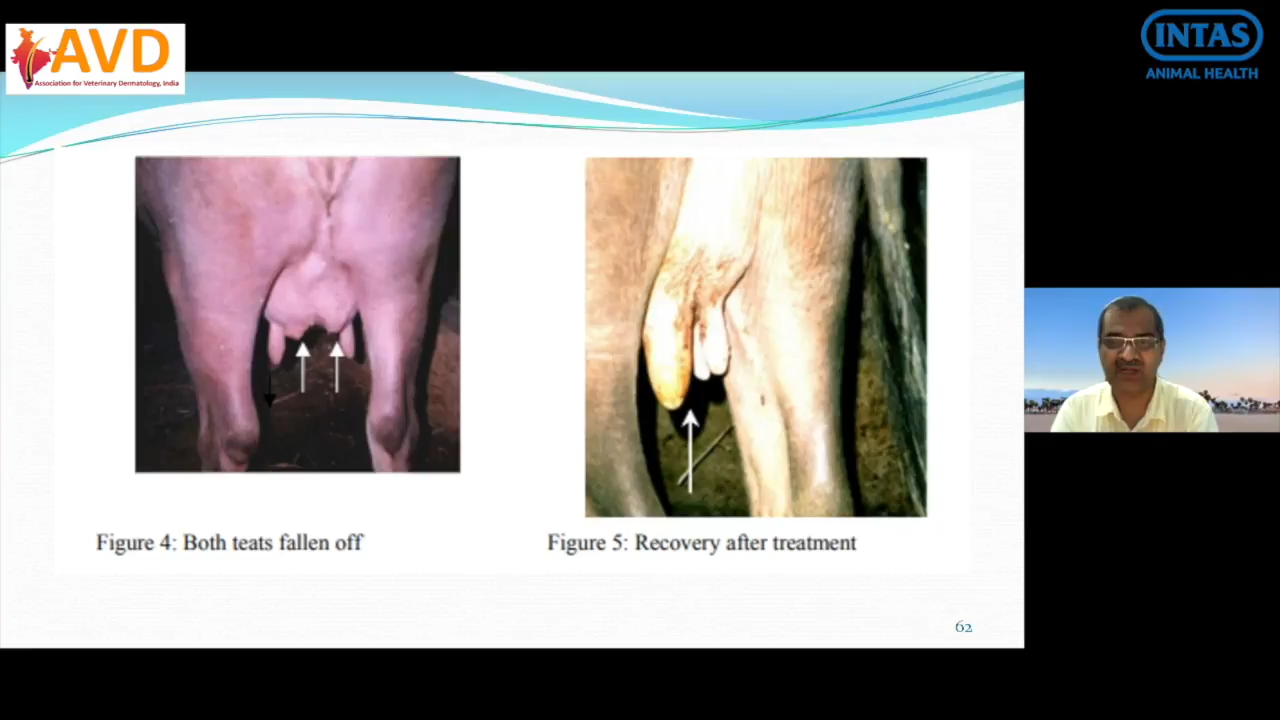 AVD
Association for Veterinary Dermatology, India
INTAS
ANIMAL HEALTH
Figure 4: Both teats fallen off
Figure 5: Recovery after treatment
62